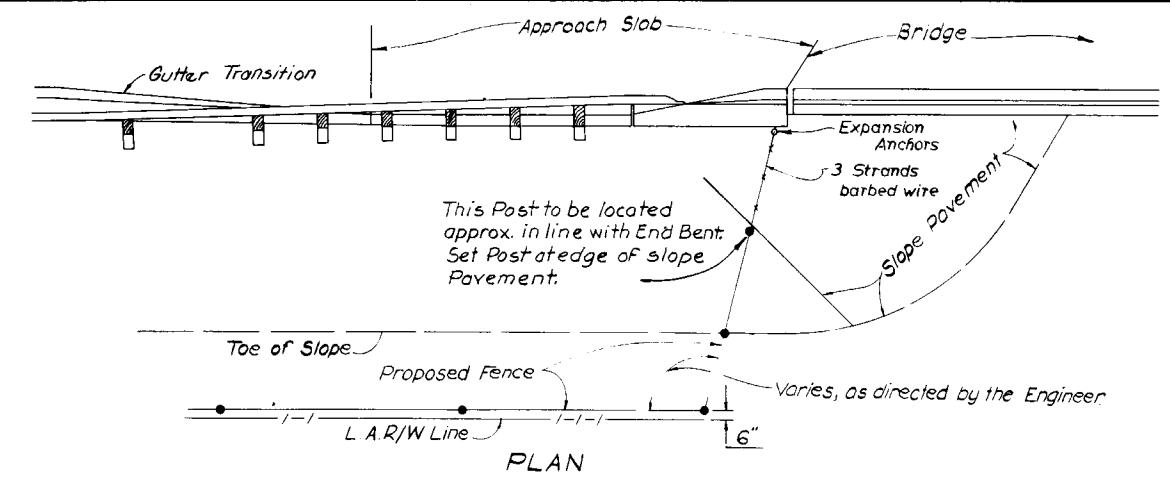 Approach Slob
Bridge
Gutter Transition
Expansion
Anchors
3 Strands
barbed wire
This Post to be located
approx. in line with End Bent.
Set Post at edge of slope
Pavement.
Slope Pavement
Toe of Slope
Proposed Fence
Varies, as directed by the Engineer.
L.A.R/W Line
6"
PLAN